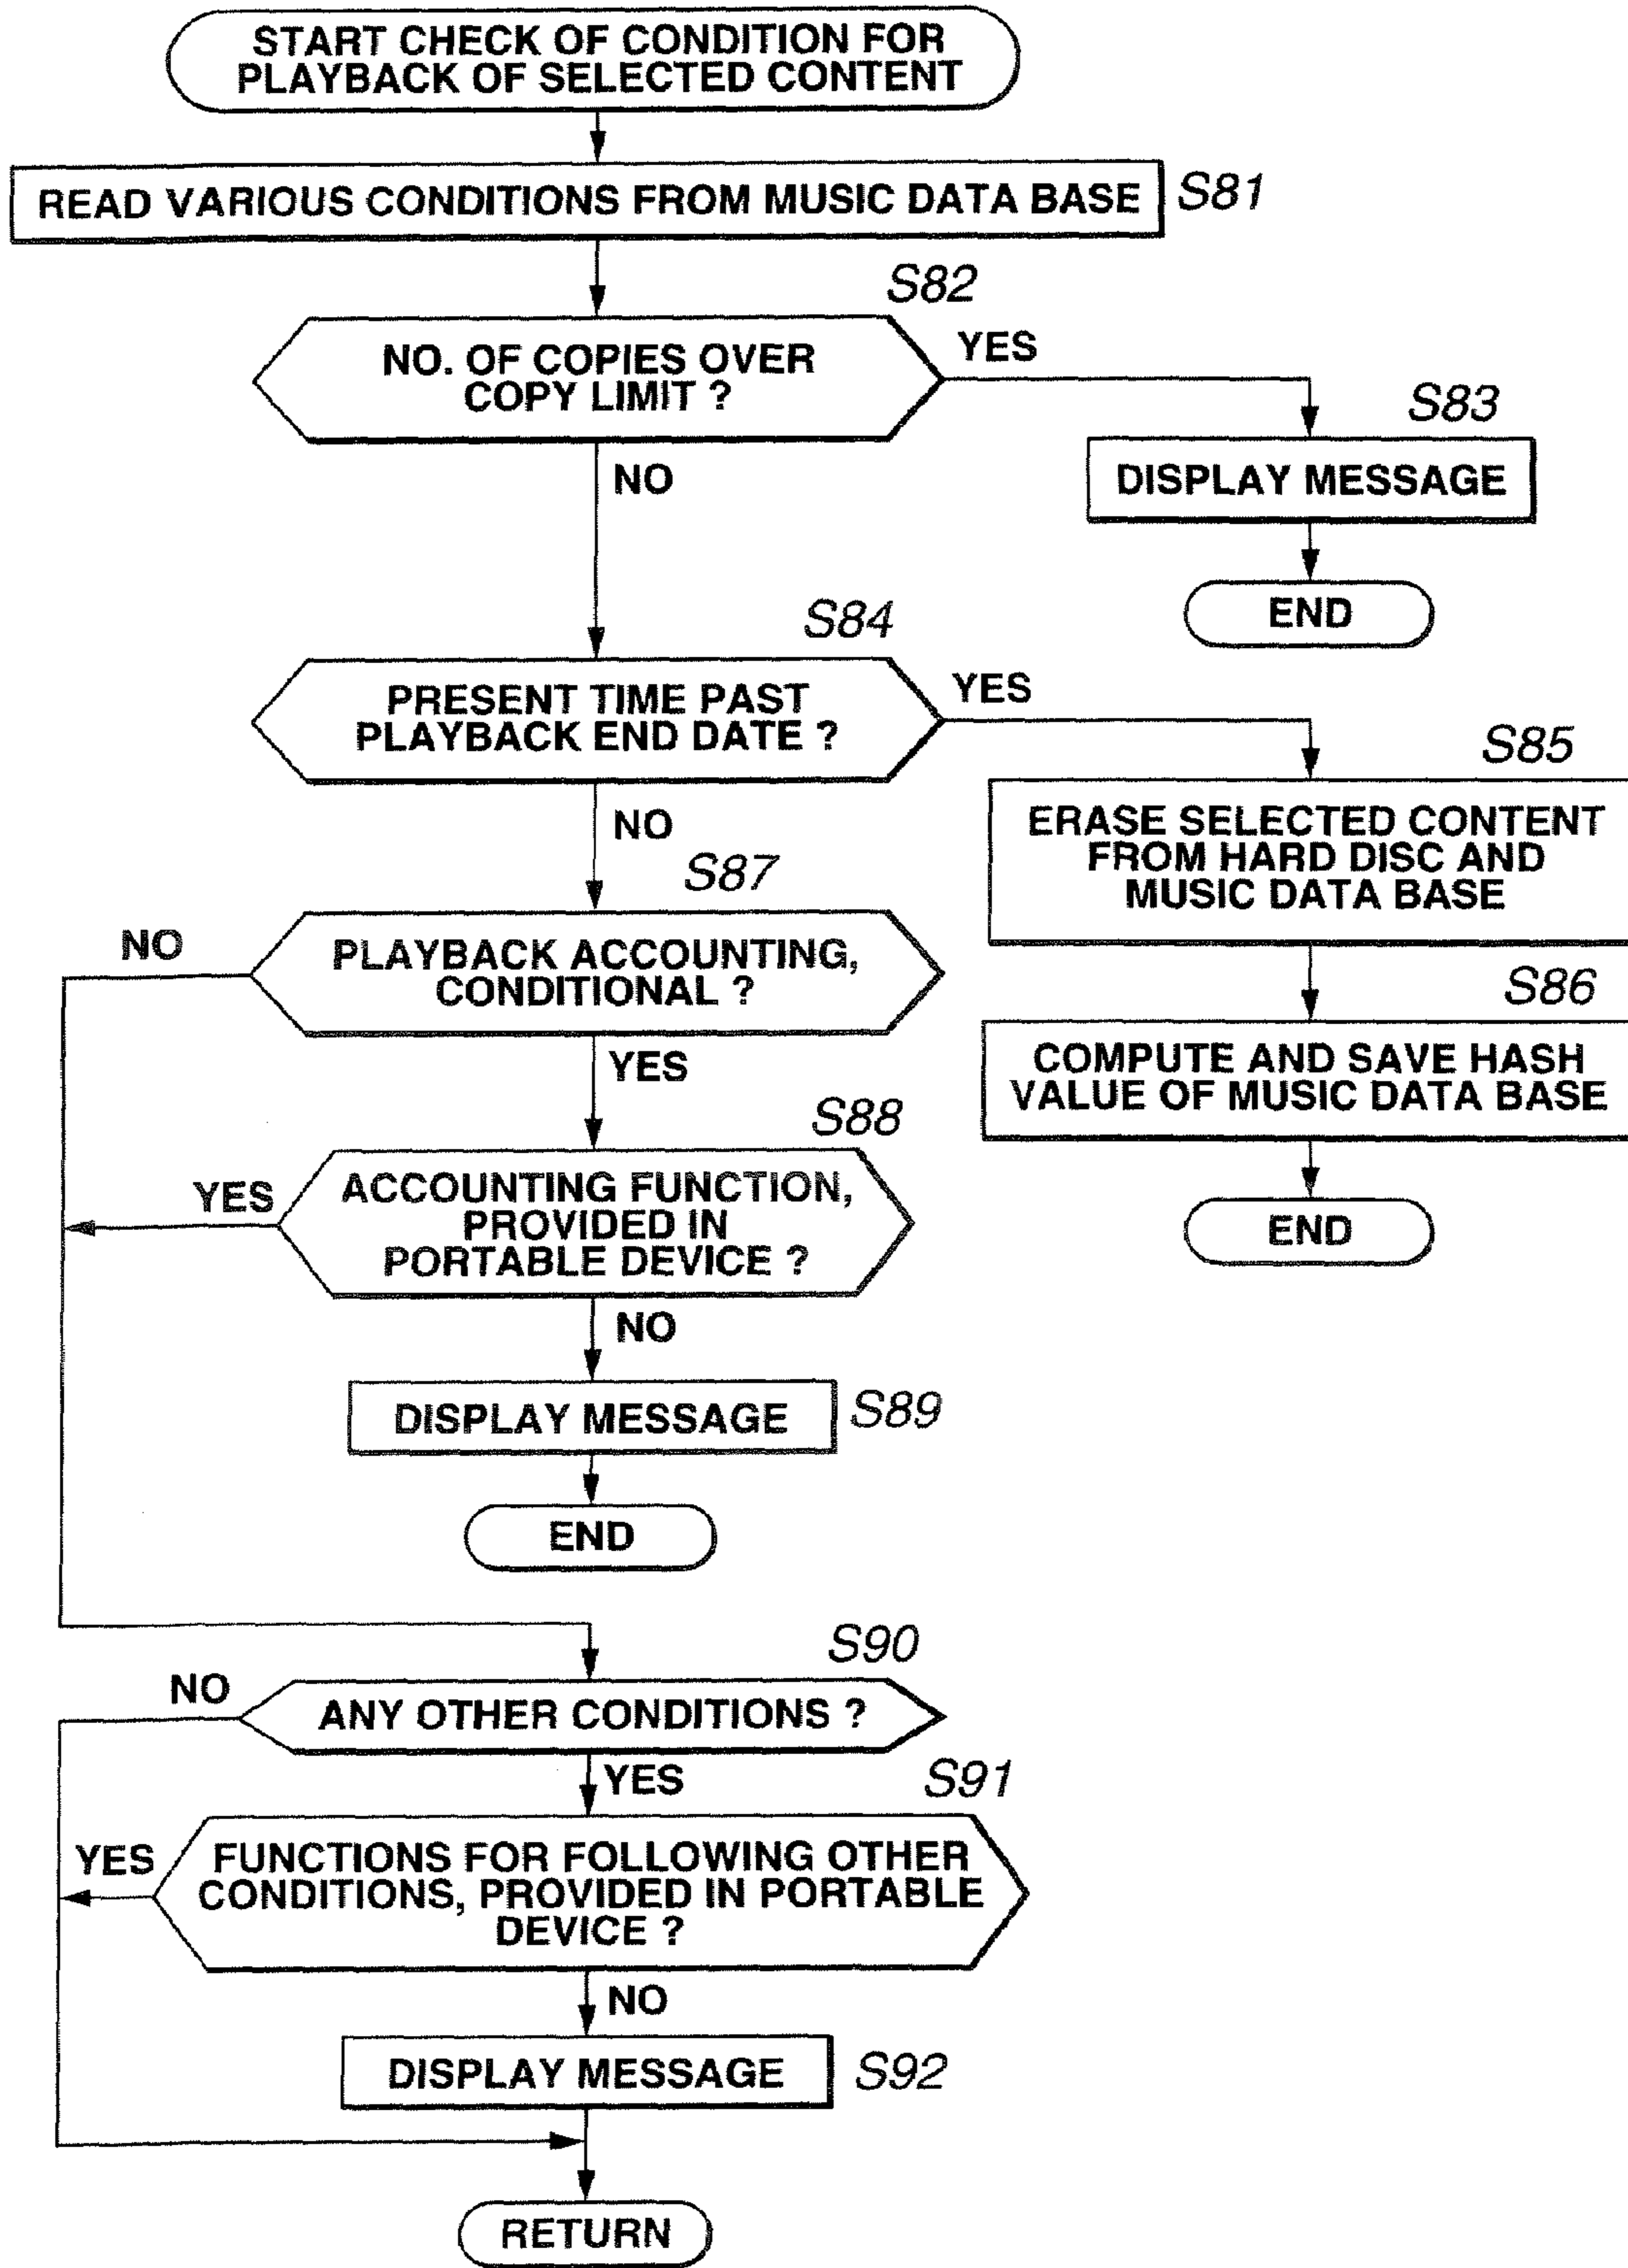 START CHECK OF CONDITION FOR
PLAYBACK OF SELECTED CONTENT
READ VARIOUS CONDITIONS FROM MUSIC DATA BASE
S81
S82
NO. OF COPIES OVER
COPY LIMIT ?
YES
NO
S83
DISPLAY MESSAGE
END
S84
PRESENT TIME PAST
PLAYBACK END DATE ?
YES
NO
S85
ERASE SELECTED CONTENT
FROM HARD DISC AND
MUSIC DATA BASE
S86
COMPUTE AND SAVE HASH
VALUE OF MUSIC DATA BASE
END
S87
PLAYBACK ACCOUNTING,
CONDITIONAL ?
NO
YES
S88
ACCOUNTING FUNCTION,
PROVIDED IN
PORTABLE DEVICE ?
YES
NO
DISPLAY MESSAGE
S89
END
S90
ANY OTHER CONDITIONS ?
NO
YES
S91
FUNCTIONS FOR FOLLOWING OTHER
CONDITIONS, PROVIDED IN PORTABLE
DEVICE ?
YES
NO
DISPLAY MESSAGE
S92
RETURN